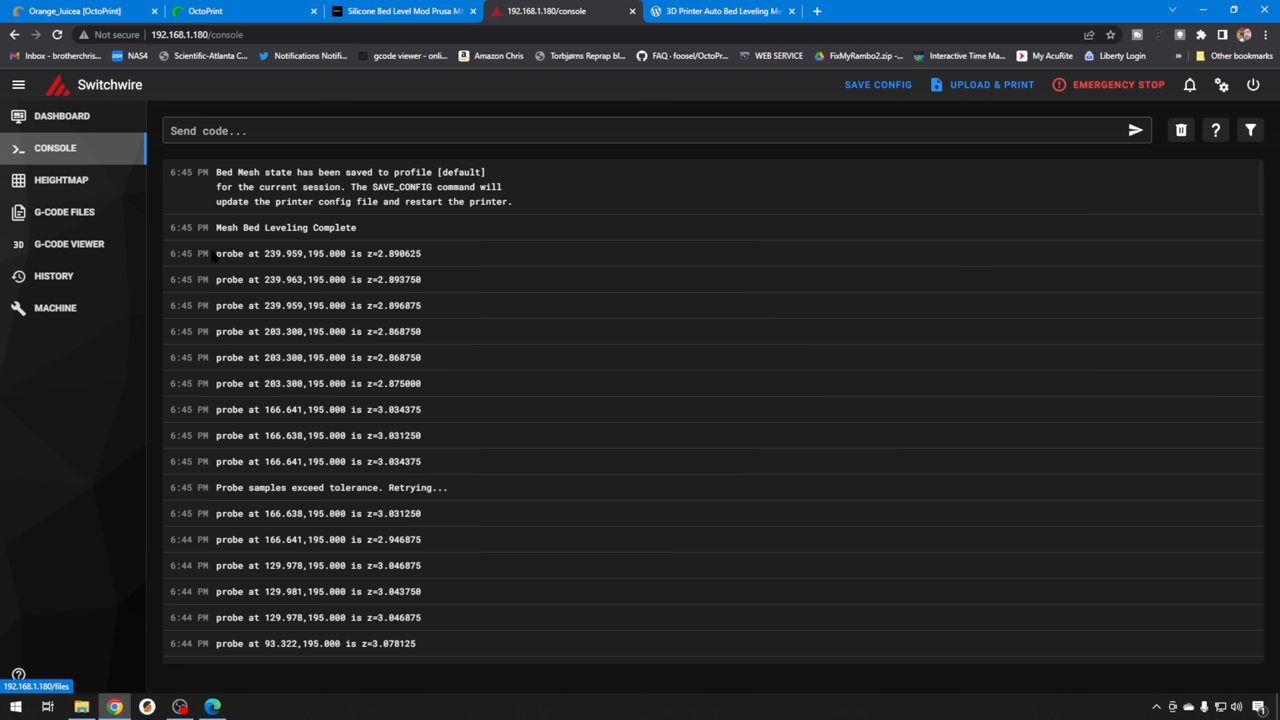 Orange_Juicea [OctoPrint]
OctoPrint
Silicone Bed Level Mod Prusa M
192.168.1.180/console
3D Printer Auto Bed Leveling Me
Not secure
192.168.1.180/console
Inbox - brotherchris...
NAS4
Scientific-Atlanta C...
Notifications Notifi...
gcode viewer - onli...
Amazon Chris
Torbjørns Reprap bl...
FAQ · foosel/OctoPr...
WEB SERVICE
FixMyRambo2.zip -...
Interactive Time Ma...
My AcuRite
Liberty Login
»
Other bookmarks
Switchwire
SAVE CONFIG
UPLOAD & PRINT
EMERGENCY STOP
DASHBOARD
CONSOLE
HEIGHTMAP
G-CODE FILES
3D G-CODE VIEWER
HISTORY
MACHINE
Send code...
6:45 PM Bed Mesh state has been saved to profile [default]
for the current session. The SAVE_CONFIG command will
update the printer config file and restart the printer.
6:45 PM Mesh Bed Leveling Complete
6:45 PM probe at 239.959,195.000 is z=2.890625
6:45 PM probe at 239.963,195.000 is z=2.893750
6:45 PM probe at 239.959,195.000 is z=2.896875
6:45 PM probe at 203.300,195.000 is z=2.868750
6:45 PM probe at 203.300,195.000 is z=2.868750
6:45 PM probe at 203.300,195.000 is z=2.875000
6:45 PM probe at 166.641,195.000 is z=3.034375
6:45 PM probe at 166.638,195.000 is z=3.031250
6:45 PM probe at 166.641,195.000 is z=3.034375
6:45 PM Probe samples exceed tolerance. Retrying...
6:45 PM probe at 166.638,195.000 is z=3.031250
6:44 PM probe at 166.641,195.000 is z=2.946875
6:44 PM probe at 129.978,195.000 is z=3.046875
6:44 PM probe at 129.981,195.000 is z=3.043750
6:44 PM probe at 129.978,195.000 is z=3.046875
6:44 PM probe at 93.322,195.000 is z=3.078125
192.168.1.180/files